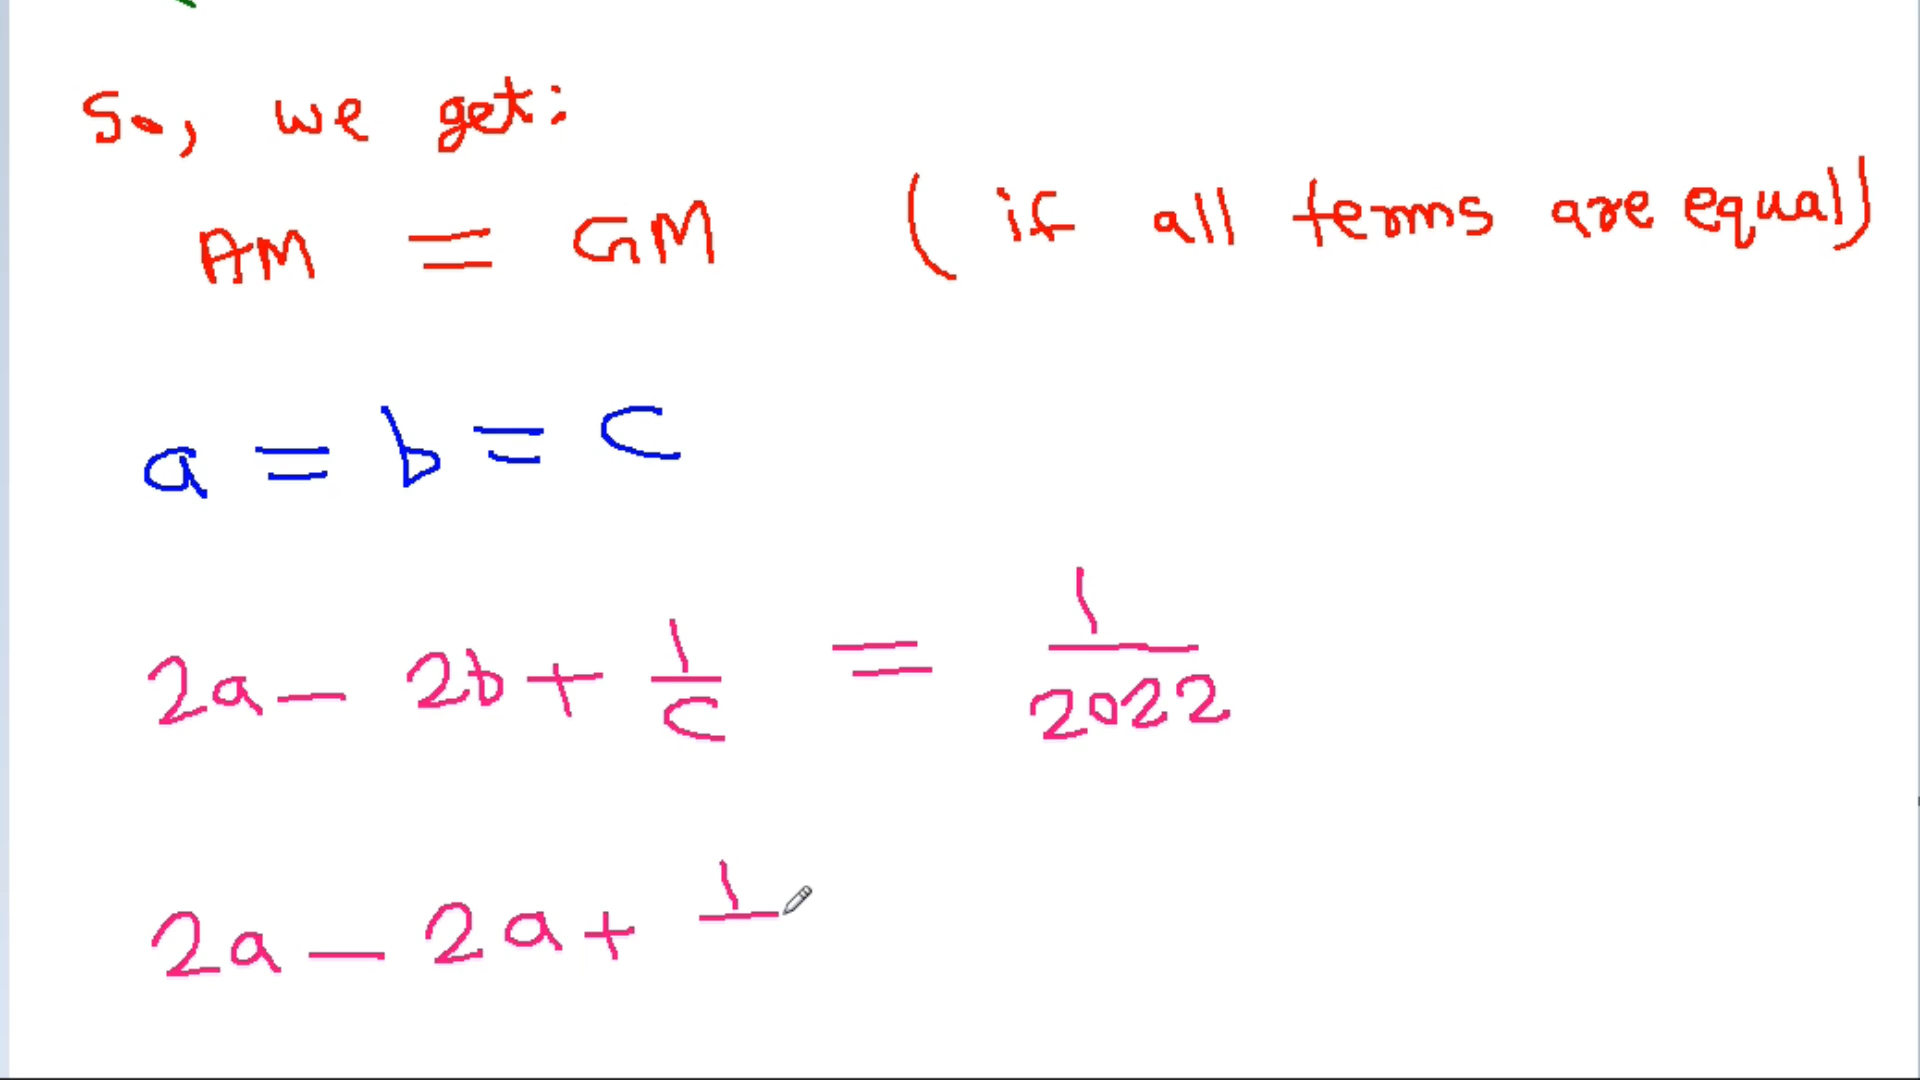 So, we get:
AM = GM (if all terms are equal)
a = b = c
2a - 2b + 1/c = 1/2022
2a - 2a + 1/